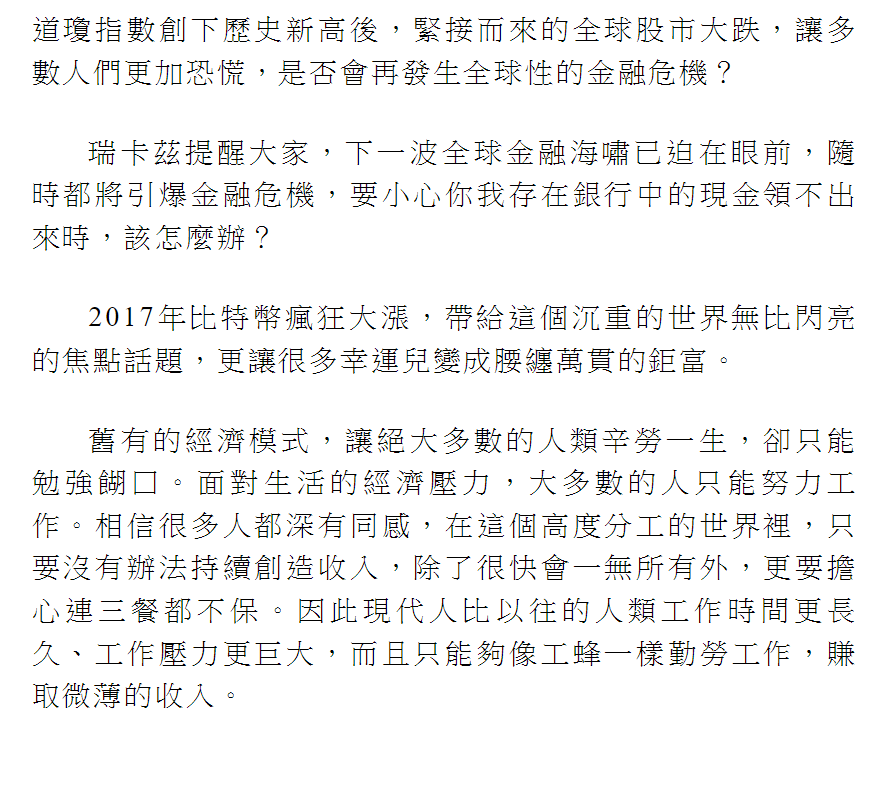 道瓊指數創下歷史新高後，緊接而來的全球股市大跌，讓多
數人們更加恐慌，是否會再發生全球性的金融危機？
瑞卡茲提醒大家，下一波全球金融海嘯已迫在眼前，隨
時都將引爆金融危機，要小心你我存在銀行中的現金領不出
來時，該怎麼辦？
2017年比特幣瘋狂大漲，帶給這個沉重的世界無比閃亮
的焦點話題，更讓很多幸運兒變成腰纏萬貫的鉅富。
舊有的經濟模式，讓絕大多數的人類辛勞一生，卻只能
勉強餬口。面對生活的經濟壓力，大多數的人只能努力工
作。相信很多人都深有同感，在這個高度分工的世界裡，只
要沒有辦法持續創造收入，除了很快會一無所有外，更要擔
心連三餐都不保。因此現代人比以往的人類工作時間更長
久、工作壓力更巨大，而且只能夠像工蜂一樣勤勞工作，賺
取微薄的收入。